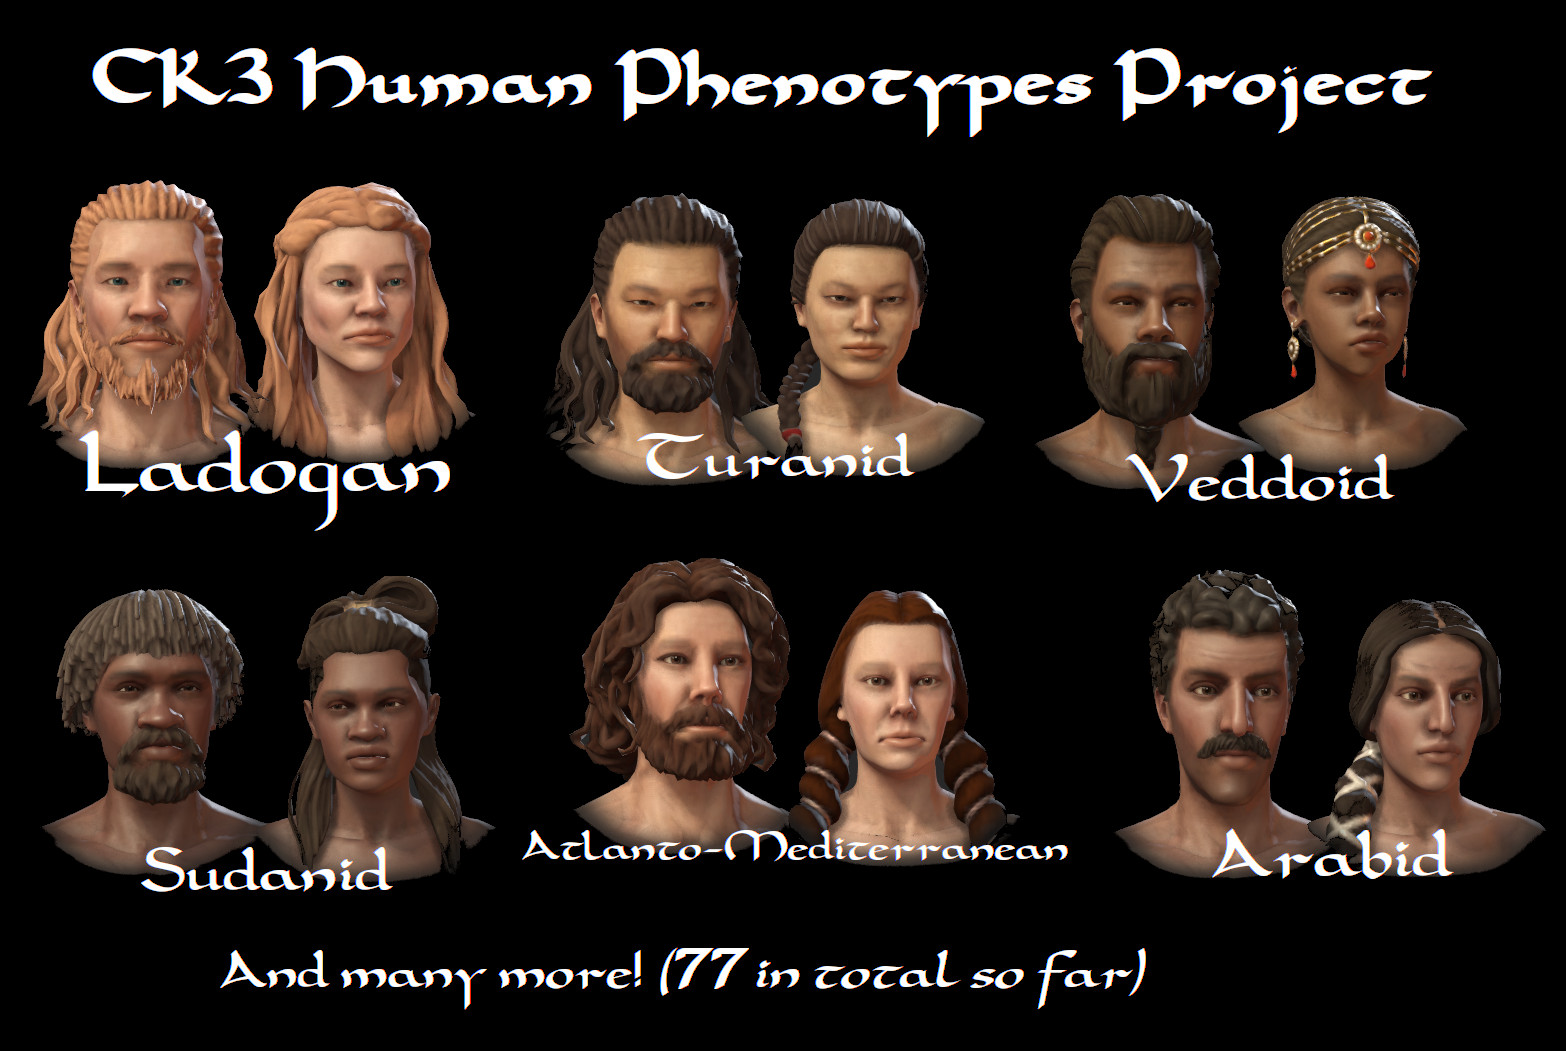 CK3 Human Phenotypes Project
Ladogan
Turanid
Veddoid
Sudanid
Atlanto-Mediterranean
Arabid
And many more! (77 in total so far)